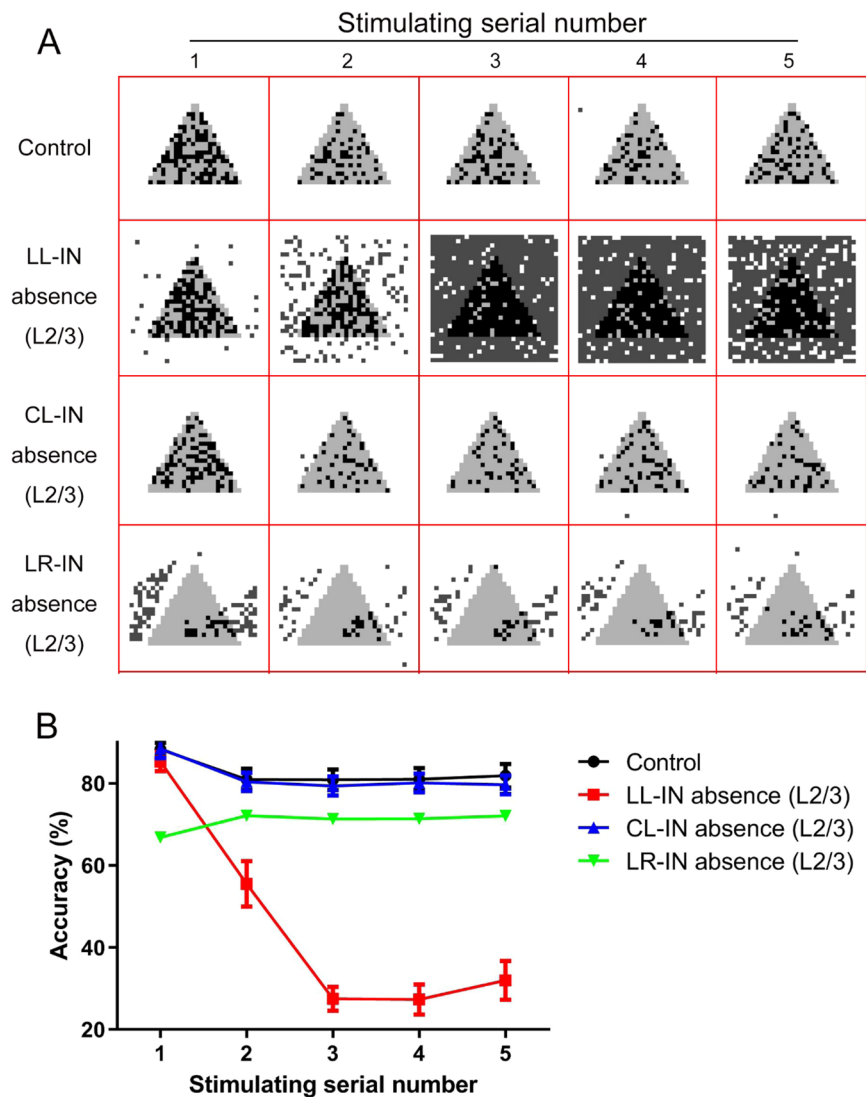 A
Stimulating serial number
1 2 3 4 5
Control
LL-IN
absence
(L2/3)
CL-IN
absence
(L2/3)
LR-IN
absence
(L2/3)
B
80
60
40
20
Accuracy (%)
1 2 3 4 5
Stimulating serial number
Control
LL-IN absence (L2/3)
CL-IN absence (L2/3)
LR-IN absence (L2/3)